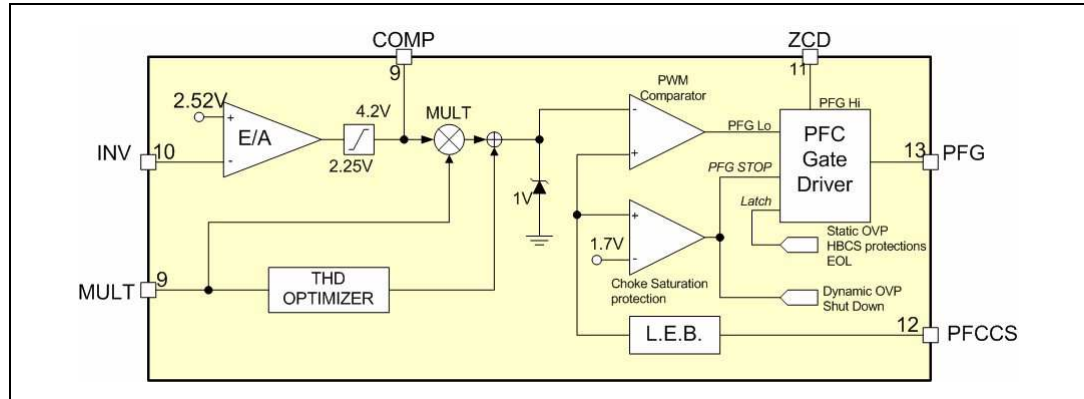 COMP
9
ZCD
11
2.52V
+
E/A
-
4.2V
2.25V
MULT
INV
10
PWM
Comparator
-
+
PFG Hi
PFG Lo
PFC
Gate
Driver
13
PFG
PFG STOP
Latch
1V
+
1.7V
-
Choke Saturation
protection
Static OVP
HBCS protections
EOL
Dynamic OVP
Shut Down
MULT
9
THD
OPTIMIZER
L.E.B.
12
PFCCS